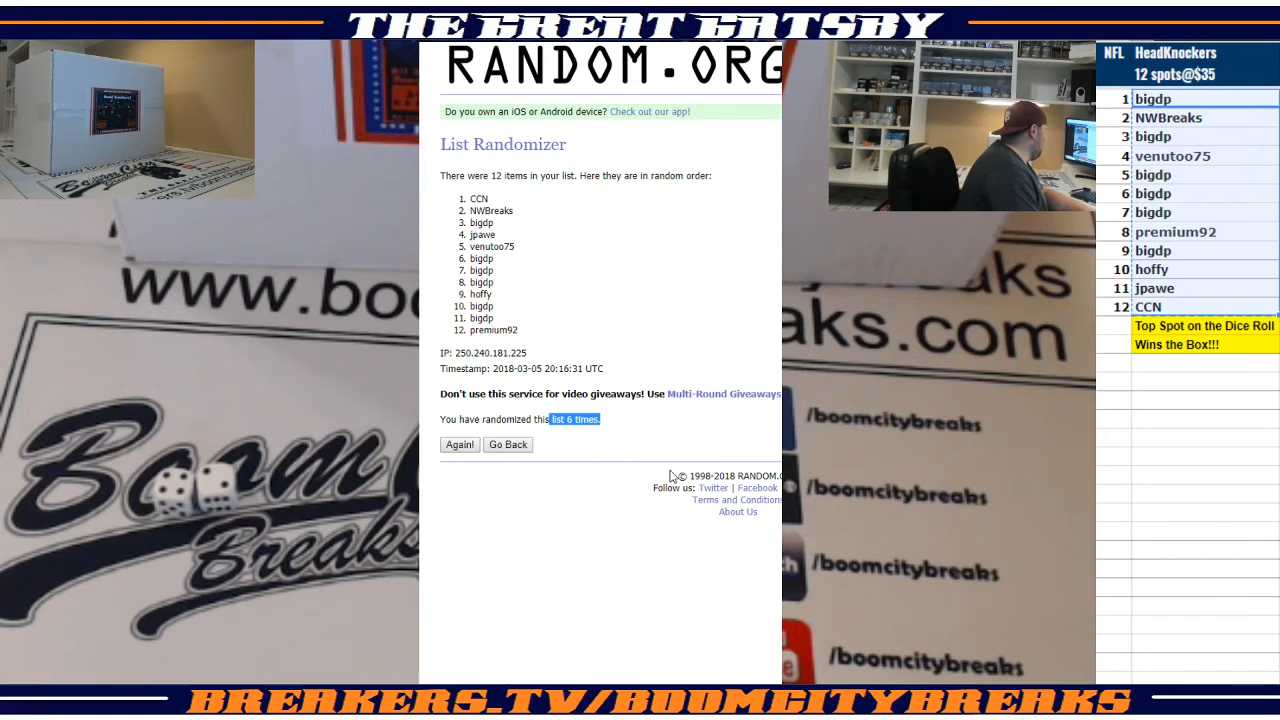 THE GREAT GATSBY
RANDOM.ORG
Do you own an iOS or Android device? Check out our app!
List Randomizer
There were 12 items in your list. Here they are in random order:
1. CCN
2. NWBreaks
3. bigdp
4. jpawe
5. venutoo75
6. bigdp
7. bigdp
8. bigdp
9. hoffy
10. bigdp
11. bigdp
12. premium92
IP: 250.240.181.225
Timestamp: 2018-03-05 20:16:31 UTC
Don't use this service for video giveaways! Use Multi-Round Giveaways
You have randomized this list 6 times.
Again! Go Back
© 1998-2018 RANDOM.O
Follow us: Twitter | Facebook
Terms and Condition
About Us
NFL HeadKnockers
12 spots@$35
1 bigdp
2 NWBreaks
3 bigdp
4 venutoo75
5 bigdp
6 bigdp
7 bigdp
8 premium92
9 bigdp
10 hoffy
11 jpawe
12 CCN
Top Spot on the Dice Roll
Wins the Box!!!
www.boo
eaks
aks.com
Boom C
Breaks
/boomcitybreaks
/boomcitybreaks
/boomcitybreaks
/boomcitybreaks
BREAKERS.TV/BOOMCITYBREAKS